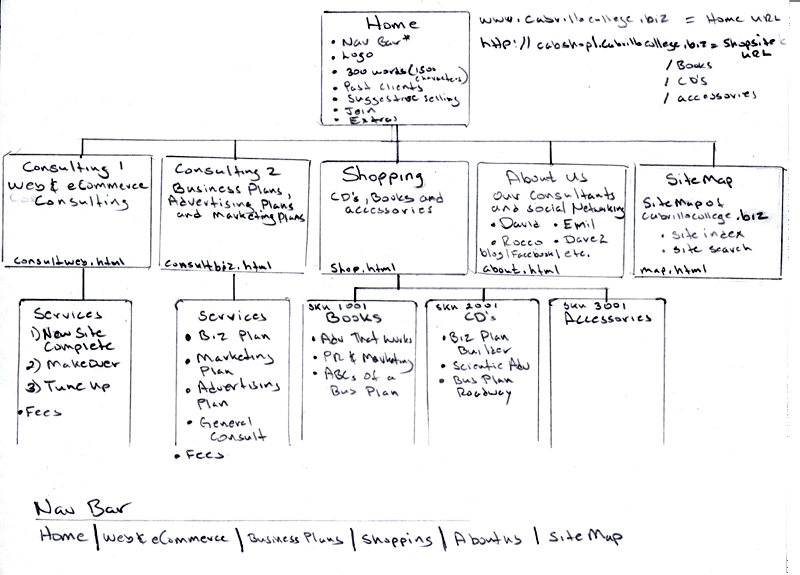 Home
• Nav Bar*
• Logo
• 300 words (1500 characters)
• Past Clients
• Suggestive selling
• Join
• Extras
www.cabrillocollege.biz = Home URL
http://cabshop1.cabrillocollege.biz = Shopsite URL
/ Books
/ CD's
/ accessories
Consulting 1
Web & eCommerce
Consulting
consultweb.html
Consulting 2
Business Plans,
Advertising Plans
and Marketing Plans
consultbiz.html
Shopping
CD's, Books and
accessories
Shop.html
About Us
our Consultants
and social Networking
• David • Emil
• Rocco • Dave2
blog/Facebook/etc.
about.html
Site Map
Site Map of
cabrillocollege.biz
• site index
• site search
map.html
Services
1) New Site
Complete
2) Makeover
3) Tune Up
• Fees
Services
• Biz Plan
• Marketing
Plan
• Advertising
Plan
• General
Consult
• Fees
SKU 1001
Books
• Adv That works
• PR & Marketing
• ABCs of a
Bus Plan
SKU 2001
CD's
• Biz Plan
Builder
• Scientic Adv
• Bus Plan
Roadway
SKU 3001
Accessories
Nav Bar
Home | Web & eCommerce | Business Plans | Shopping | About us | Site Map